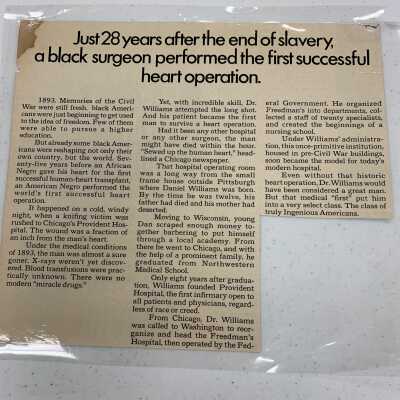 Just 28 years after the end of slavery,
a black surgeon performed the first successful
heart operation.
1893. Memories of the Civil
War were still fresh. black Ameri-
cans were just beginning to get used
to the idea of freedom. Few of them
were able to pursue a higher
education.
But already some black Amer-
icans were reshaping not only their
own country, but the world. Sev-
enty-five years before an African
Negro gave his heart for the first
successful human-heart transplant,
an American Negro performed the
world's first successful heart
operation.
It happened on a cold, windy
night, when a knifing victim was
rushed to Chicago's Provident Hos-
pital. The wound was a fraction of
an inch from the man's heart.
Under the medical conditions
of 1893, the man was almost a sure
goner. X-rays weren't yet discov-
ered. Blood transfusions were prac-
tically unknown. There were no
modern "miracle drugs."
Yet, with incredible skill, Dr.
Williams attempted the long shot.
And his patient became the first
man to survive a heart operation.
Had it been any other hospital
or any other surgeon, the man
might have died within the hour.
"Sewed up the human heart," head-
lined a Chicago newspaper.
That hospital operating room
was a long way from the small
frame house outside Pittsburgh
where Daniel Williams was born.
By the time he was twelve, his
father had died and his mother had
deserted.
Moving to Wisconsin, young
Dan scraped enough money to-
gether barbering to put himself
through a local academy. From
there he went to Chicago, and with
the help of a prominent family, he
graduated from Northwestern
Medical School.
Only eight years after gradua-
tion, Williams founded Provident
Hospital, the first infirmary open to
all patients and physicians, regard-
less of race or creed.
From Chicago, Dr. Williams
was called to Washington to reor-
ganize and head the Freedman's
Hospital, then operated by the Fed-
eral Government. He organized
Freedman's into departments, col-
lected a staff of twenty specialists,
and created the beginnings of a
nursing school.
Under Williams' administra-
tion, this once-primitive institution,
housed in pre-Civil War buildings,
soon became the model for today's
modern hospital.
Even without that historic
heart operation, Dr. Williams would
have been considered a great man.
But that medical "first" put him
into a very select class. The class of
truly Ingenious Americans.